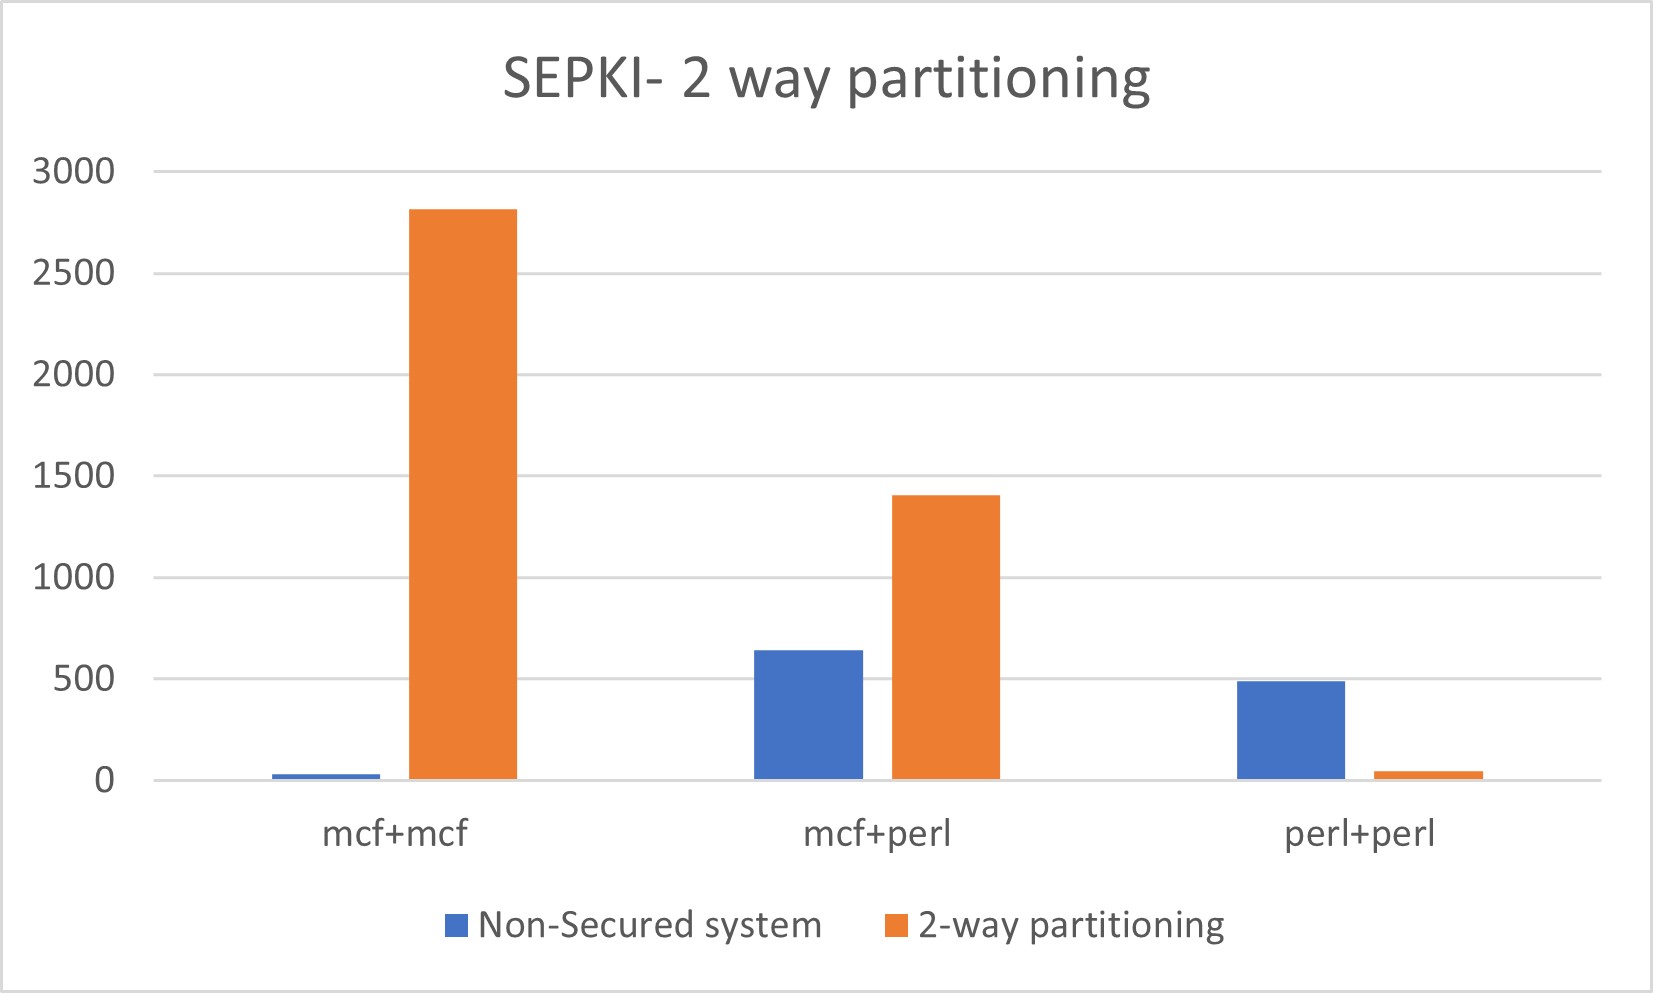 SEPKI- 2 way partitioning
3000
2500
2000
1500
1000
500
0
mcf+mcf mcf+perl perl+perl
Non-Secured system 2-way partitioning